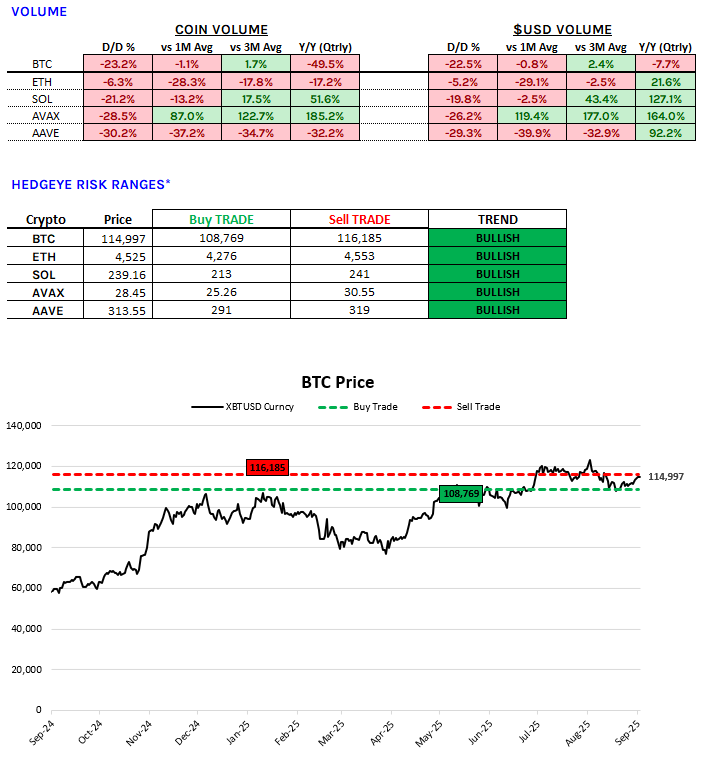 VOLUME
COIN VOLUME $USD VOLUME
D/D % vs 1M Avg vs 3M Avg Y/Y (Qtrly) D/D % vs 1M Avg vs 3M Avg Y/Y (Qtrly)
BTC -23.2% -1.1% 1.7% -49.5% -22.5% -0.8% 2.4% -7.7%
ETH -6.3% -28.3% -17.8% -17.2% -5.2% -29.1% -2.5% 21.6%
SOL -21.2% -13.2% 17.5% 51.6% -19.8% -2.5% 43.4% 127.1%
AVAX -28.5% 87.0% 122.7% 185.2% -26.2% 119.4% 177.0% 164.0%
AAVE -30.2% -37.2% -34.7% -32.2% -29.3% -39.9% -32.9% 92.2%
HEDGEYE RISK RANGES*
Crypto Price Buy TRADE Sell TRADE TREND
BTC 114,997 108,769 116,185 BULLISH
ETH 4,525 4,276 4,553 BULLISH
SOL 239.16 213 241 BULLISH
AVAX 28.45 25.26 30.55 BULLISH
AAVE 313.55 291 319 BULLISH
BTC Price
XBTUSD Curncy Buy Trade Sell Trade
140,000
120,000
100,000
80,000
60,000
40,000
20,000
0
116,185
108,769
114,997
Sep-24 Oct-24 Nov-24 Dec-24 Jan-25 Feb-25 Mar-25 Apr-25 May-25 Jun-25 Jul-25 Aug-25 Sep-25